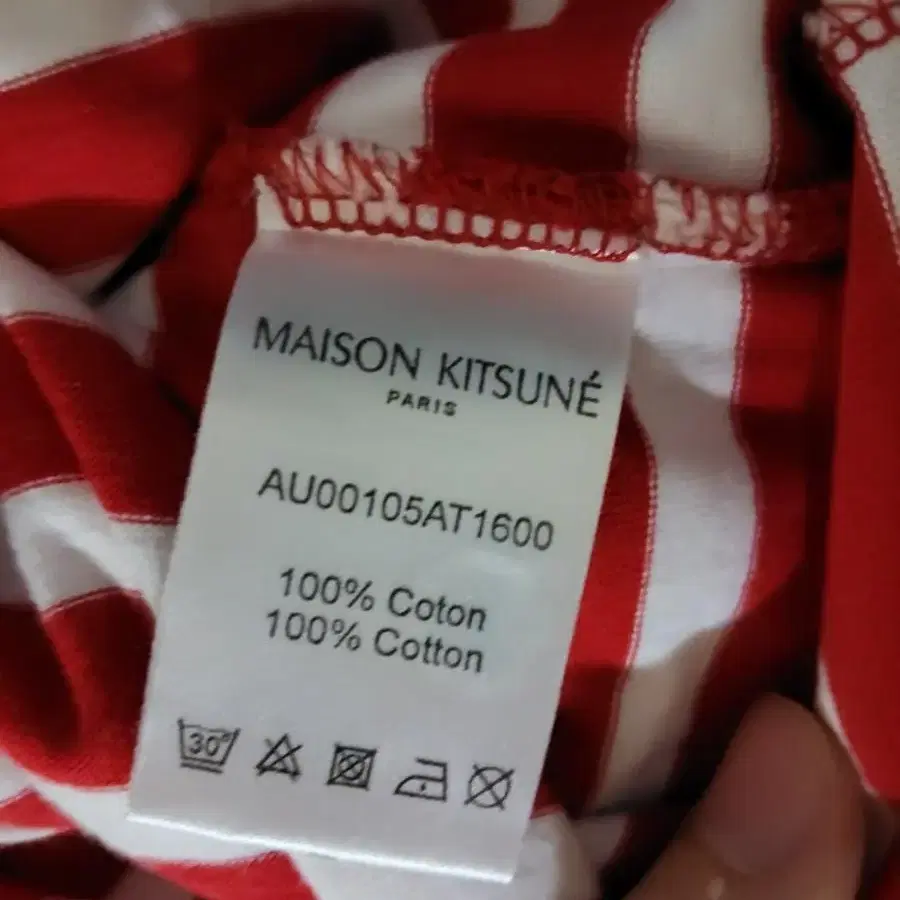 MAISON KITSUNÉ
PARIS
AU00105AT1600
100% Coton
100% Cotton
30°